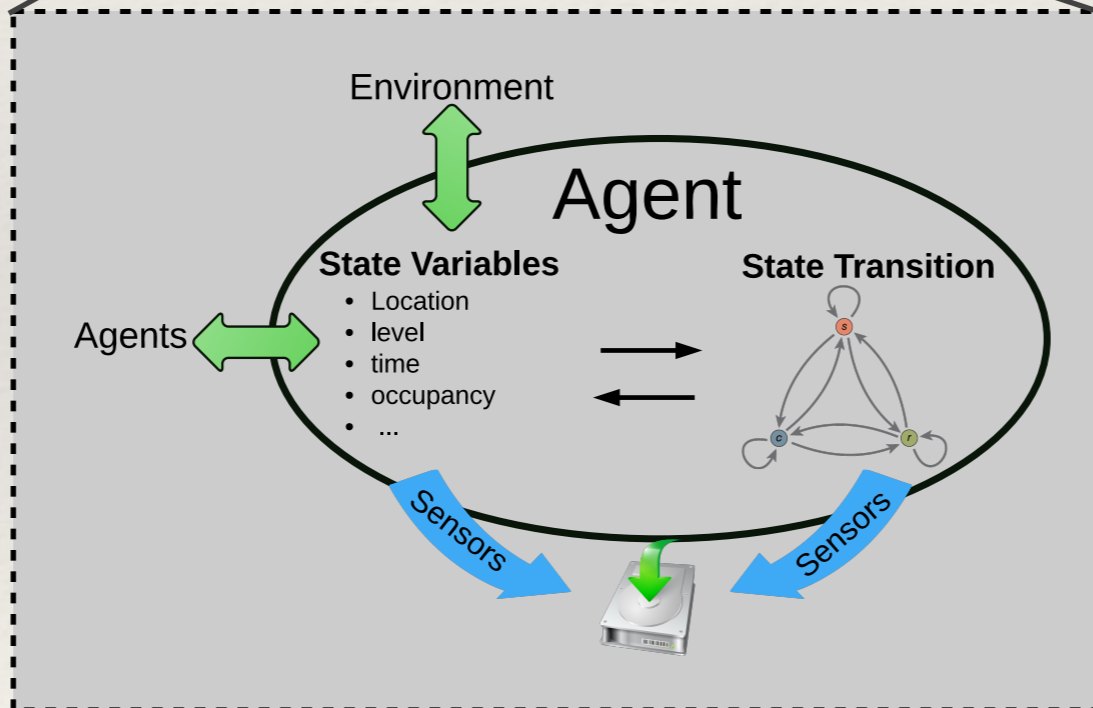 Environment
Agent
State Variables
• Location
• level
• time
• occupancy
• ...
Agents
State Transition
s
c
r
Sensors
Sensors